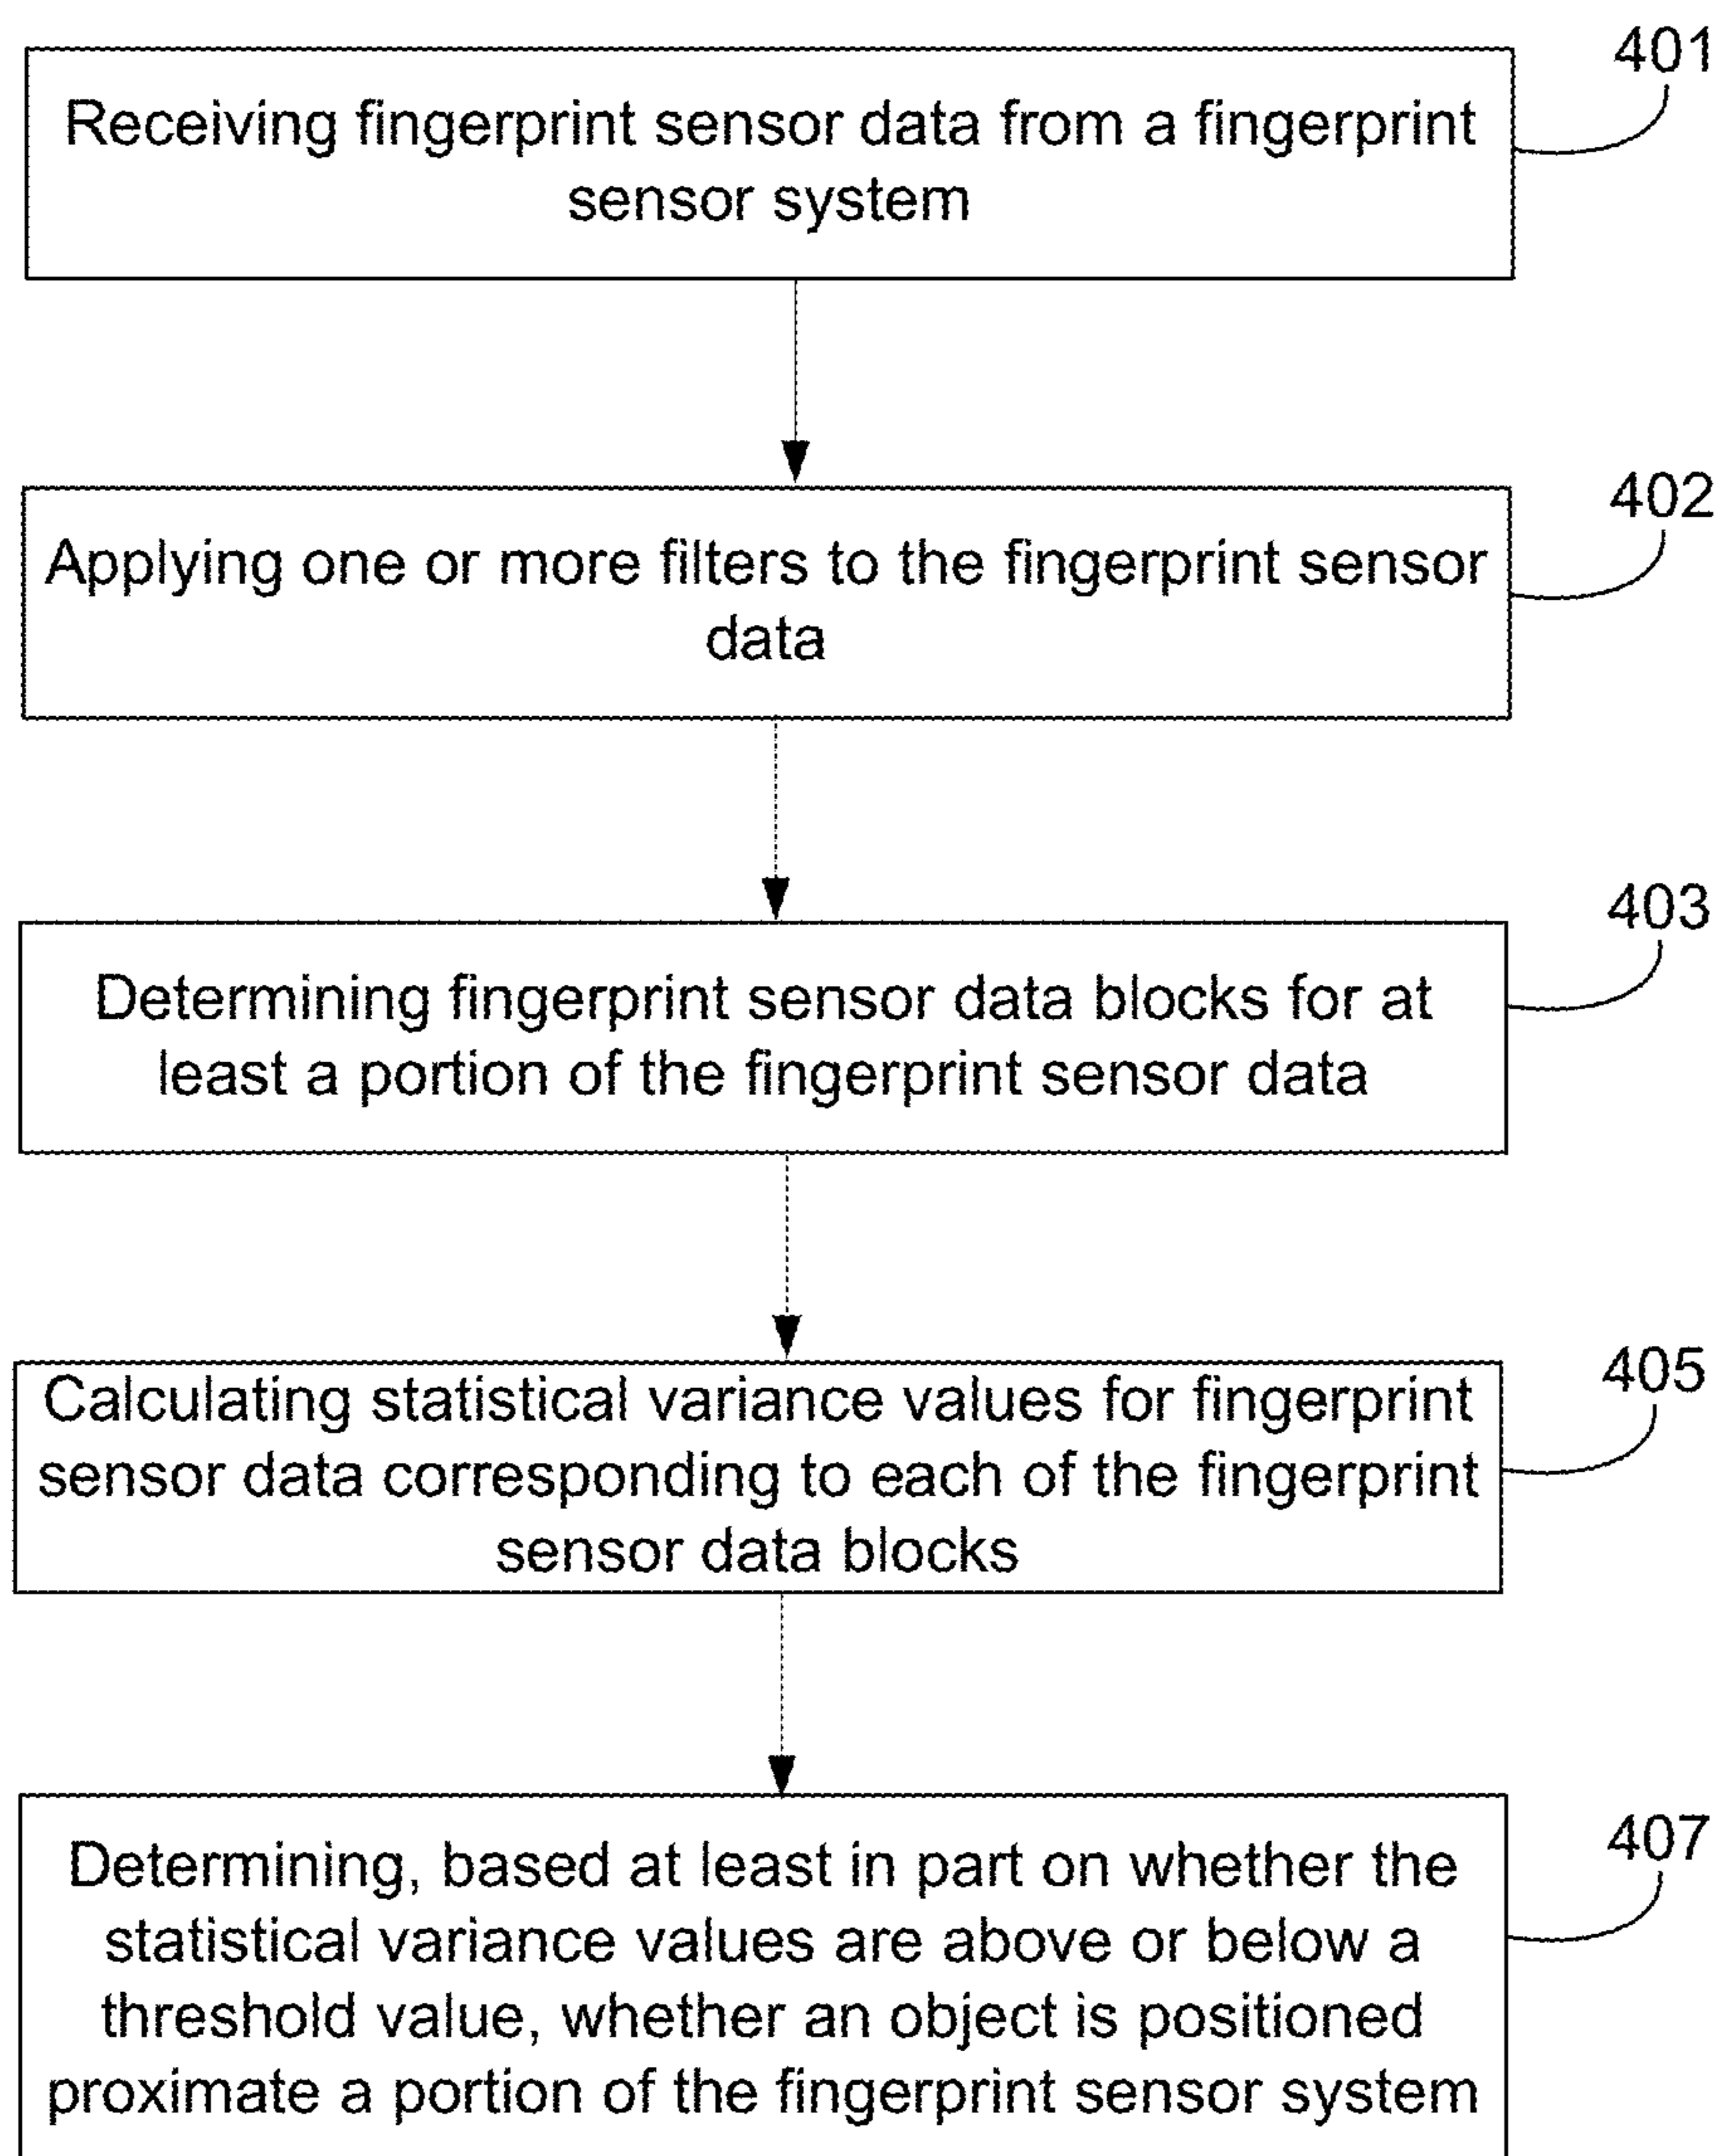 401
Receiving fingerprint sensor data from a fingerprint
sensor system
402
Applying one or more filters to the fingerprint sensor
data
403
Determining fingerprint sensor data blocks for at
least a portion of the fingerprint sensor data
405
Calculating statistical variance values for fingerprint
sensor data corresponding to each of the fingerprint
sensor data blocks
407
Determining, based at least in part on whether the
statistical variance values are above or below a
threshold value, whether an object is positioned
proximate a portion of the fingerprint sensor system